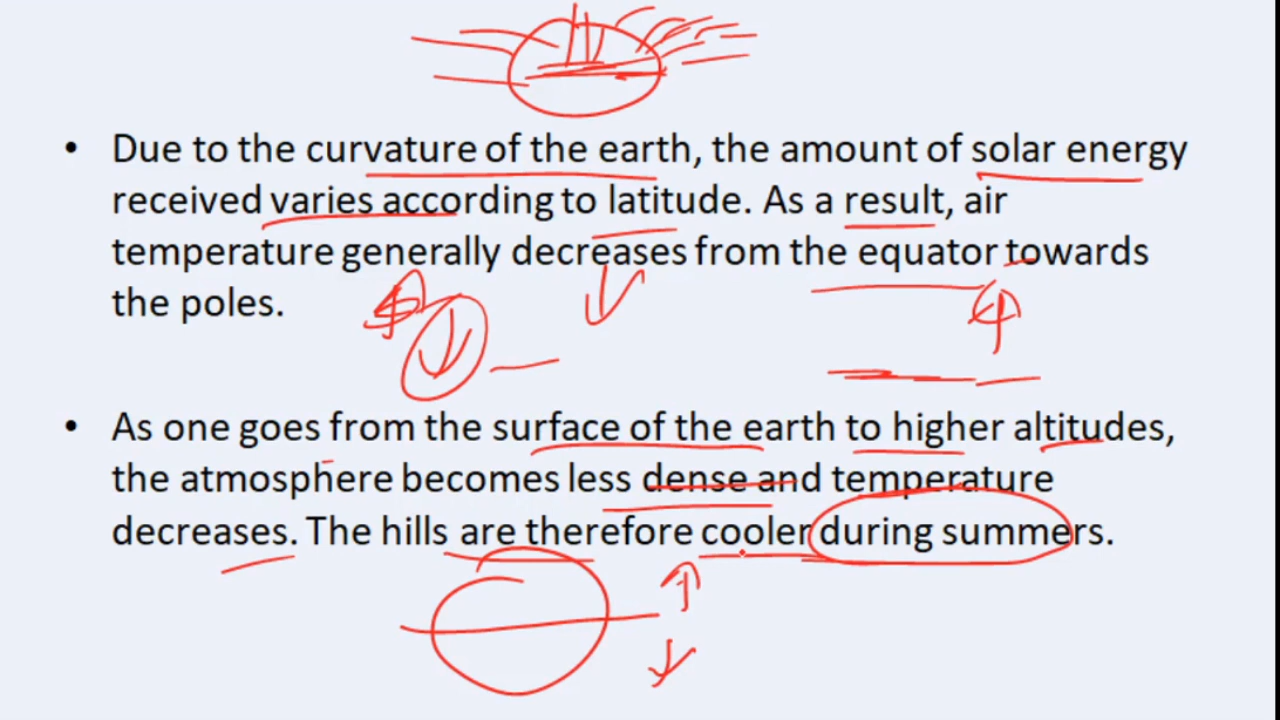 • Due to the curvature of the earth, the amount of solar energy
received varies according to latitude. As a result, air
temperature generally decreases from the equator towards
the poles.
• As one goes from the surface of the earth to higher altitudes,
the atmosphere becomes less dense and temperature
decreases. The hills are therefore cooler during summers.